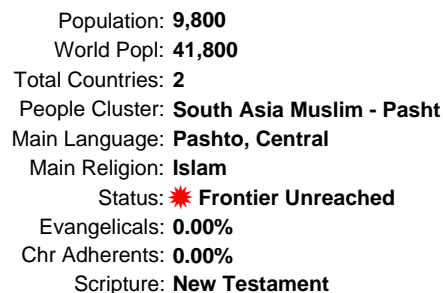 Population: 9,800
World Popl: 41,800
Total Countries: 2
People Cluster: South Asia Muslim - Pasht
Main Language: Pashto, Central
Main Religion: Islam
Status: Frontier Unreached
Evangelicals: 0.00%
Chr Adherents: 0.00%
Scripture: New Testament